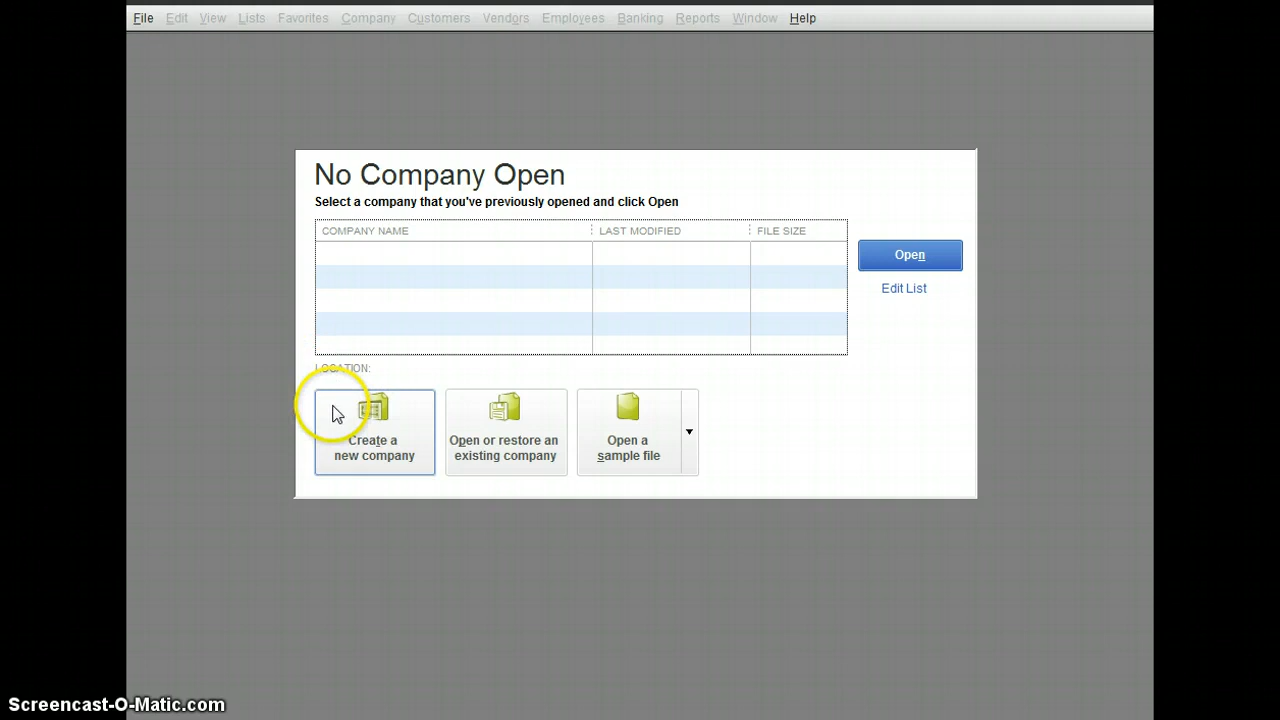 File Edit View Lists Favorites Company Customers Vendors Employees Banking Reports Window Help
No Company Open
Select a company that you've previously opened and click Open
COMPANY NAME LAST MODIFIED FILE SIZE
Open
Edit List
LOCATION:
Create a
new company
Open or restore an
existing company
Open a
sample file
Screencast-O-Matic.com